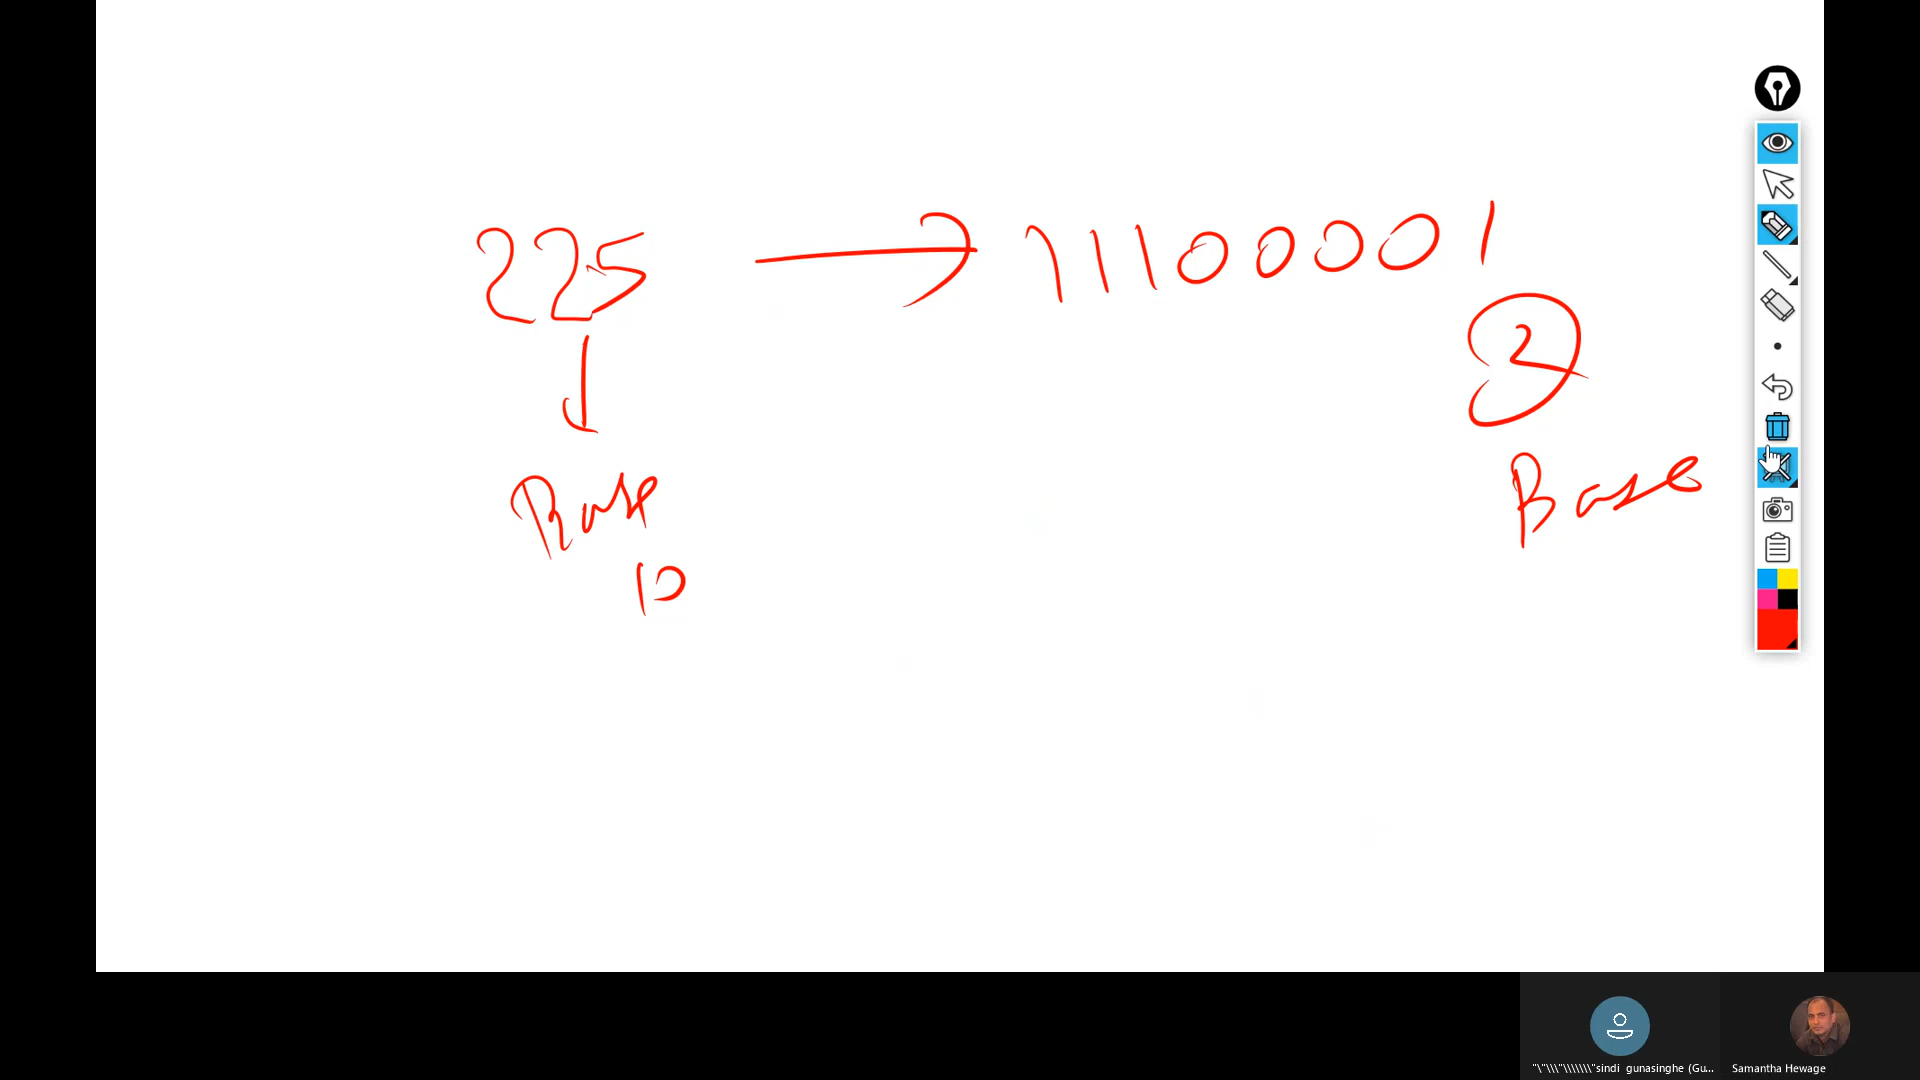 225 → 11100001
2
Base
Base
10
"\"\\\"\\\\\\\"sindi gunasinghe (Gu...
Samantha Hewage